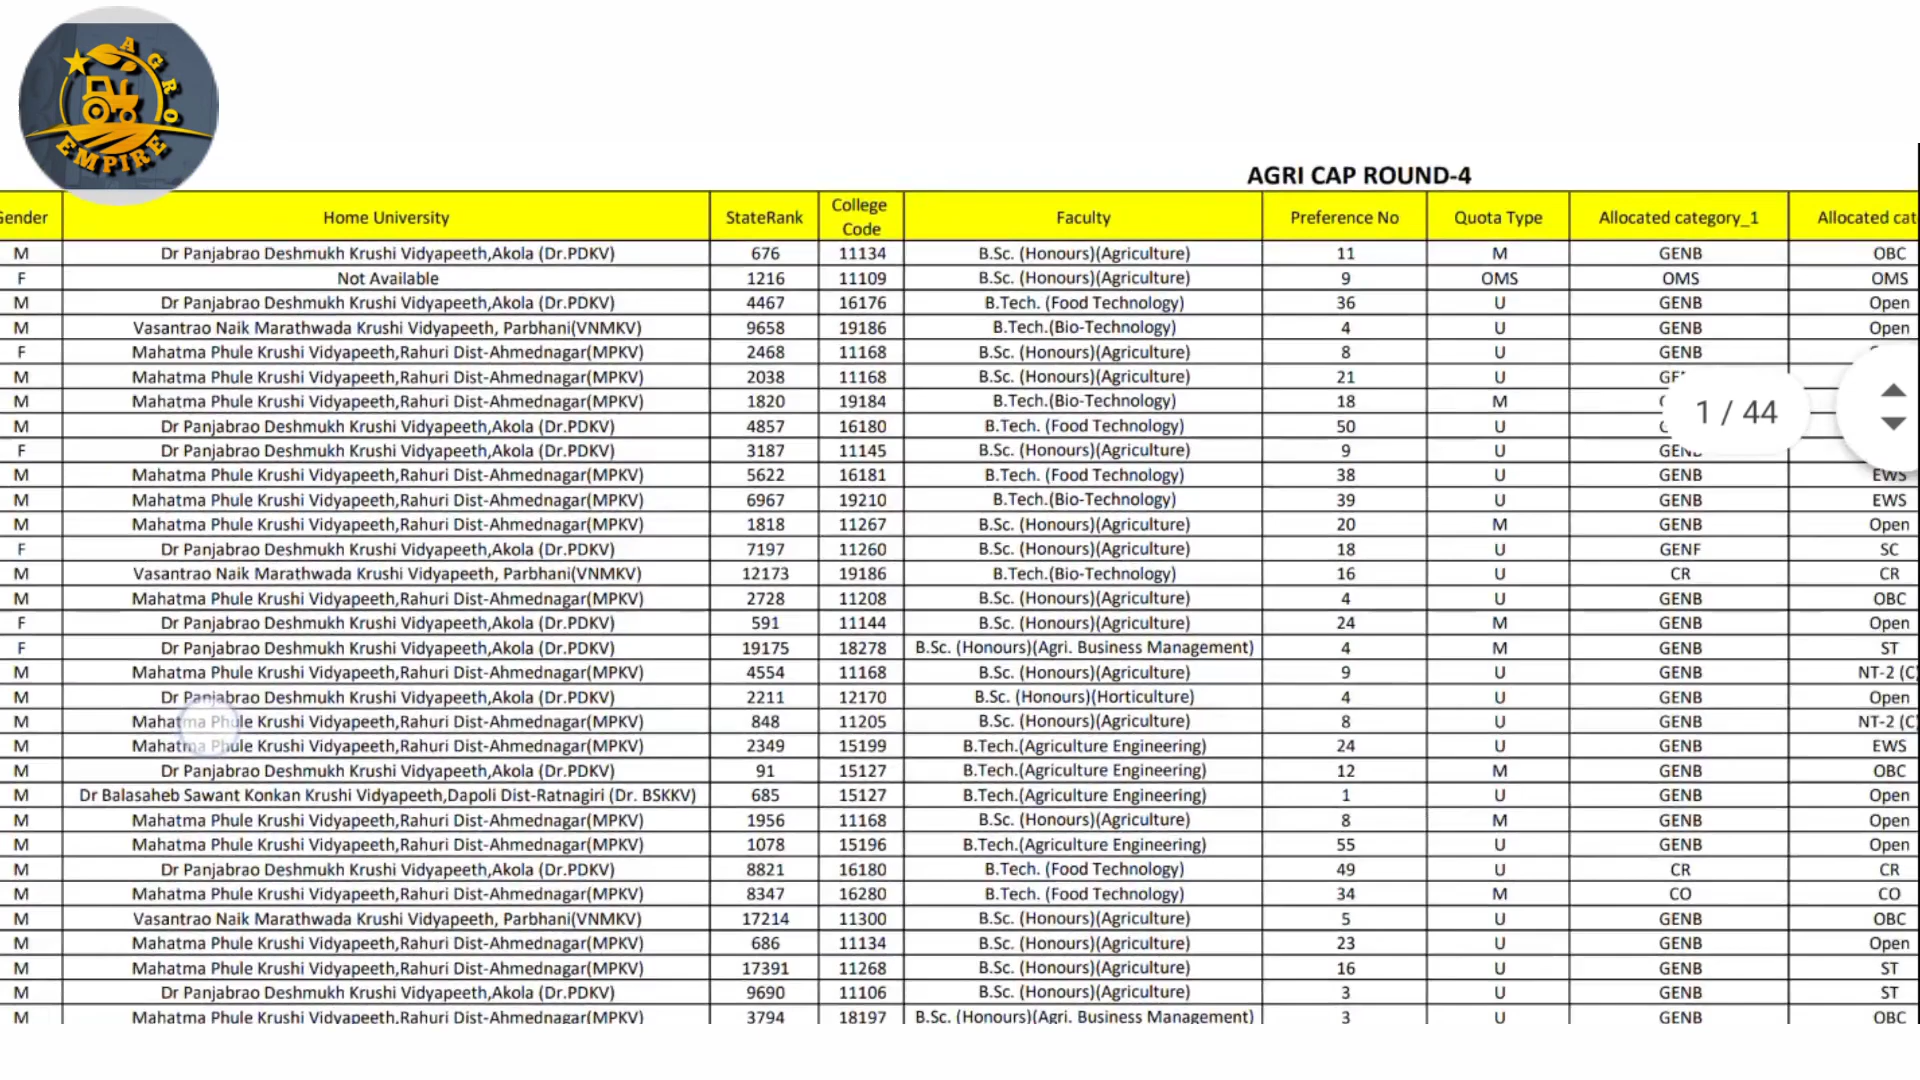 AGRO
EMPIRE
AGRI CAP ROUND-4
Gender Home University StateRank College Code Faculty Preference No Quota Type Allocated category_1 Allocated
M Dr Panjabrao Deshmukh Krushi Vidyapeeth,Akola (Dr.PDKV) 676 11134 B.Sc. (Honours)(Agriculture) 11 M GENB OBC
F Not Available 1216 11109 B.Sc. (Honours)(Agriculture) 9 OMS OMS OMS
M Dr Panjabrao Deshmukh Krushi Vidyapeeth,Akola (Dr.PDKV) 4467 16176 B.Tech. (Food Technology) 36 U GENB Open
M Vasantrao Naik Marathwada Krushi Vidyapeeth, Parbhani(VNMKV) 9658 19186 B.Tech.(Bio-Technology) 4 U GENB Open
F Mahatma Phule Krushi Vidyapeeth,Rahuri Dist-Ahmednagar(MPKV) 2468 11168 B.Sc. (Honours)(Agriculture) 8 U GENB
M Mahatma Phule Krushi Vidyapeeth,Rahuri Dist-Ahmednagar(MPKV) 2038 11168 B.Sc. (Honours)(Agriculture) 21 U
M Mahatma Phule Krushi Vidyapeeth,Rahuri Dist-Ahmednagar(MPKV) 1820 19184 B.Tech.(Bio-Technology) 18 M
1 / 44
M Dr Panjabrao Deshmukh Krushi Vidyapeeth,Akola (Dr.PDKV) 4857 16180 B.Tech. (Food Technology) 50 U
F Dr Panjabrao Deshmukh Krushi Vidyapeeth,Akola (Dr.PDKV) 3187 11145 B.Sc. (Honours)(Agriculture) 9 U GENB
M Mahatma Phule Krushi Vidyapeeth,Rahuri Dist-Ahmednagar(MPKV) 5622 16181 B.Tech. (Food Technology) 38 U GENB EWS
M Mahatma Phule Krushi Vidyapeeth,Rahuri Dist-Ahmednagar(MPKV) 6967 19210 B.Tech.(Bio-Technology) 39 U GENB EWS
M Mahatma Phule Krushi Vidyapeeth,Rahuri Dist-Ahmednagar(MPKV) 1818 11267 B.Sc. (Honours)(Agriculture) 20 M GENB Open
F Dr Panjabrao Deshmukh Krushi Vidyapeeth,Akola (Dr.PDKV) 7197 11260 B.Sc. (Honours)(Agriculture) 18 U GENF SC
M Vasantrao Naik Marathwada Krushi Vidyapeeth, Parbhani(VNMKV) 12173 19186 B.Tech.(Bio-Technology) 16 U CR CR
M Mahatma Phule Krushi Vidyapeeth,Rahuri Dist-Ahmednagar(MPKV) 2728 11208 B.Sc. (Honours)(Agriculture) 4 U GENB OBC
F Dr Panjabrao Deshmukh Krushi Vidyapeeth,Akola (Dr.PDKV) 591 11144 B.Sc. (Honours)(Agriculture) 24 M GENB Open
F Dr Panjabrao Deshmukh Krushi Vidyapeeth,Akola (Dr.PDKV) 19175 18278 B.Sc. (Honours)(Agri. Business Management) 4 M GENB ST
M Mahatma Phule Krushi Vidyapeeth,Rahuri Dist-Ahmednagar(MPKV) 4554 11168 B.Sc. (Honours)(Agriculture) 9 U GENB NT-2 (C)
M Dr Panjabrao Deshmukh Krushi Vidyapeeth,Akola (Dr.PDKV) 2211 12170 B.Sc. (Honours)(Horticulture) 4 U GENB Open
M Mahatma Phule Krushi Vidyapeeth,Rahuri Dist-Ahmednagar(MPKV) 848 11205 B.Sc. (Honours)(Agriculture) 8 U GENB NT-2 (C)
M Mahatma Phule Krushi Vidyapeeth,Rahuri Dist-Ahmednagar(MPKV) 2349 15199 B.Tech.(Agriculture Engineering) 24 U GENB EWS
M Dr Panjabrao Deshmukh Krushi Vidyapeeth,Akola (Dr.PDKV) 91 15127 B.Tech.(Agriculture Engineering) 12 M GENB OBC
M Dr Balasaheb Sawant Konkan Krushi Vidyapeeth,Dapoli Dist-Ratnagiri (Dr. BSKKV) 685 15127 B.Tech.(Agriculture Engineering) 1 U GENB Open
M Mahatma Phule Krushi Vidyapeeth,Rahuri Dist-Ahmednagar(MPKV) 1956 11168 B.Sc. (Honours)(Agriculture) 8 M GENB Open
M Mahatma Phule Krushi Vidyapeeth,Rahuri Dist-Ahmednagar(MPKV) 1078 15196 B.Tech.(Agriculture Engineering) 55 U GENB Open
M Dr Panjabrao Deshmukh Krushi Vidyapeeth,Akola (Dr.PDKV) 8821 16180 B.Tech. (Food Technology) 49 U CR CR
M Mahatma Phule Krushi Vidyapeeth,Rahuri Dist-Ahmednagar(MPKV) 8347 16280 B.Tech. (Food Technology) 34 M CO CO
M Vasantrao Naik Marathwada Krushi Vidyapeeth, Parbhani(VNMKV) 17214 11300 B.Sc. (Honours)(Agriculture) 5 U GENB OBC
M Mahatma Phule Krushi Vidyapeeth,Rahuri Dist-Ahmednagar(MPKV) 686 11134 B.Sc. (Honours)(Agriculture) 23 U GENB Open
M Mahatma Phule Krushi Vidyapeeth,Rahuri Dist-Ahmednagar(MPKV) 17391 11268 B.Sc. (Honours)(Agriculture) 16 U GENB ST
M Dr Panjabrao Deshmukh Krushi Vidyapeeth,Akola (Dr.PDKV) 9690 11106 B.Sc. (Honours)(Agriculture) 3 U GENB ST
M Mahatma Phule Krushi Vidyapeeth,Rahuri Dist-Ahmednagar(MPKV) 3794 18197 B.Sc. (Honours)(Agri. Business Management) 3 U GENB OBC